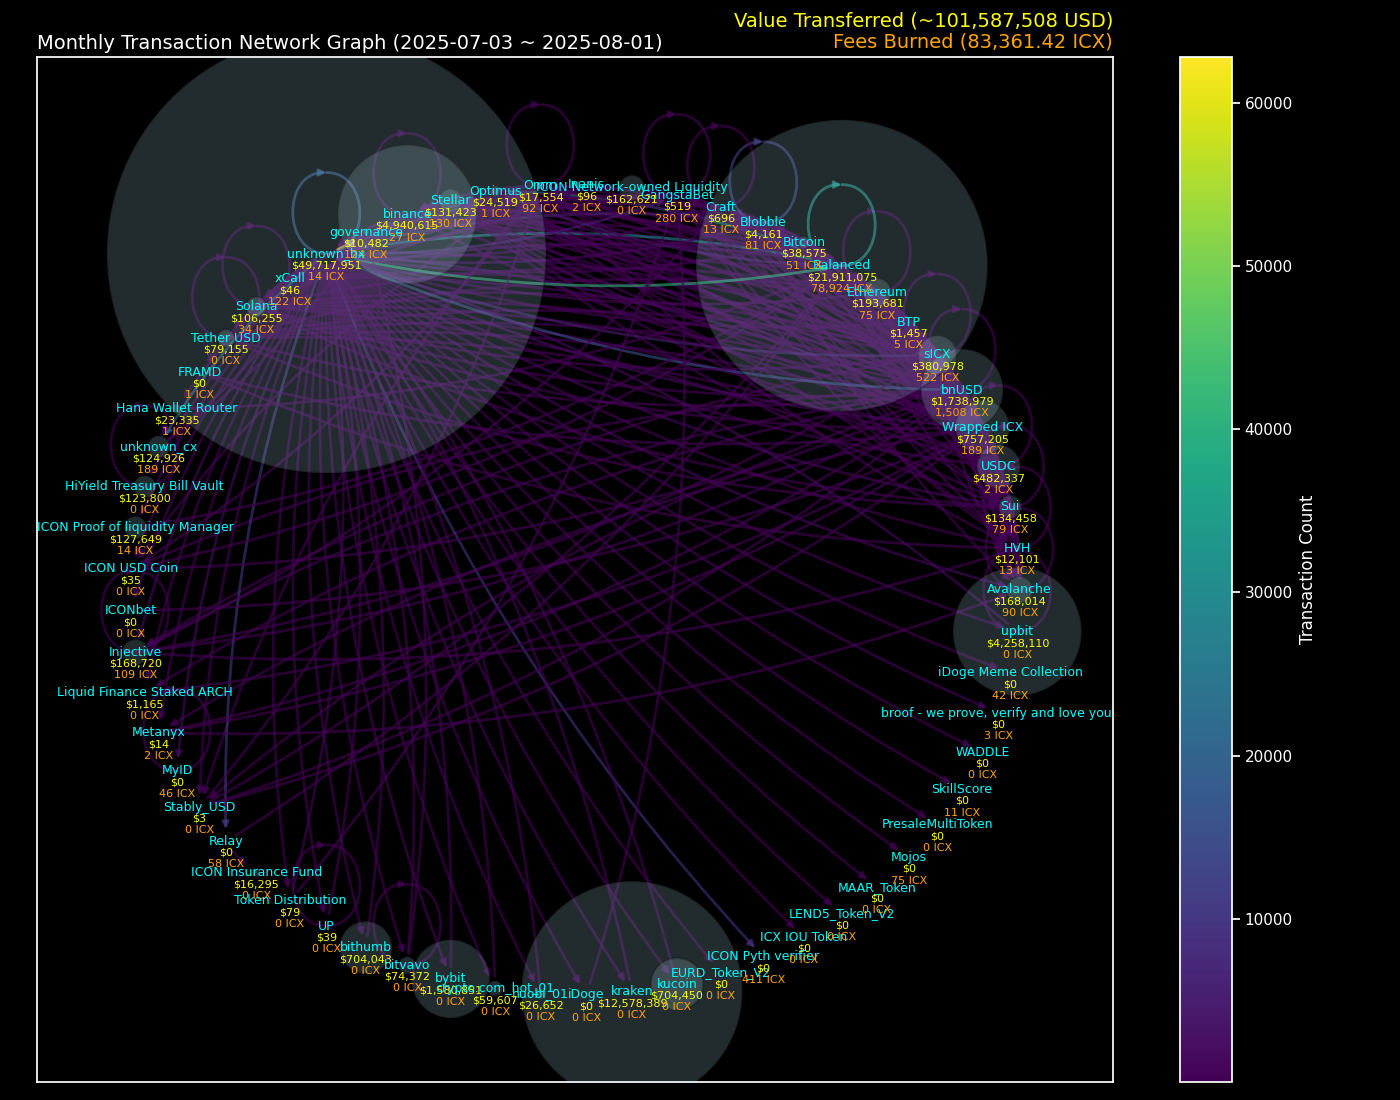 Value Transferred (~101,587,508 USD)
Monthly Transaction Network Graph (2025-07-03 ~ 2025-08-01)
Fees Burned (83,361.42 ICX)
60000
50000
40000
30000
20000
10000
Transaction Count
ICON Network-owned Liquidity
$162,621
0 ICX
$96
2 ICX
$17,554
92 ICX
Optimus
$24,519
1 ICX
Stellar
$131,423
binance
$4,940,615
governance
$10,482
$49,717,951
14 ICX
xCall
$46
122 ICX
Solana
$106,255
34 ICX
Tether USD
$79,155
0 ICX
FRAMD
$0
1 ICX
Hana Wallet Router
$23,335
1 ICX
unknown_cx
$124,926
189 ICX
HiYield Treasury Bill Vault
$123,800
0 ICX
ICON Proof of liquidity Manager
$127,649
14 ICX
ICON USD Coin
$35
0 ICX
ICONbet
$0
0 ICX
Injective
$168,720
109 ICX
Liquid Finance Staked ARCH
$1,165
0 ICX
Metanyx
$14
2 ICX
MyID
$0
46 ICX
Stably_USD
$3
0 ICX
Relay
$0
58 ICX
ICON Insurance Fund
$16,295
0 ICX
Token Distribution
$79
0 ICX
UP
$39
0 ICX
bithumb
$704,043
0 ICX
bitvavo
$74,372
0 ICX
bybit
0 ICX
$59,607
0 ICX
$26,652
0 ICX
iDoge
$0
0 ICX
kraken
0 ICX
kucoin
$704,450
0 ICX
EURD_Token_V2
$0
0 ICX
ICON Pyth verifier
$0
411 ICX
ICX IOU Token
$0
0 ICX
LEND5_Token_V2
$0
0 ICX
MAAR_Token
$0
0 ICX
Mojos
$0
75 ICX
PresaleMultiToken
$0
0 ICX
SkillScore
$0
11 ICX
WADDLE
$0
0 ICX
broof - we prove, verify and love you
$0
3 ICX
iDoge Meme Collection
$0
42 ICX
upbit
$4,258,110
0 ICX
Avalanche
$168,014
90 ICX
HVH
$12,101
13 ICX
Sui
$134,458
79 ICX
USDC
$482,337
2 ICX
Wrapped ICX
$757,205
189 ICX
bnUSD
$1,738,979
1,508 ICX
sICX
$380,978
522 ICX
BTP
$1,457
5 ICX
Ethereum
$193,681
75 ICX
Balanced
$21,911,075
78,924 ICX
Bitcoin
$38,575
51 ICX
Blobble
$4,161
81 ICX
Craft
$696
13 ICX
GangstaBet
$519
280 ICX